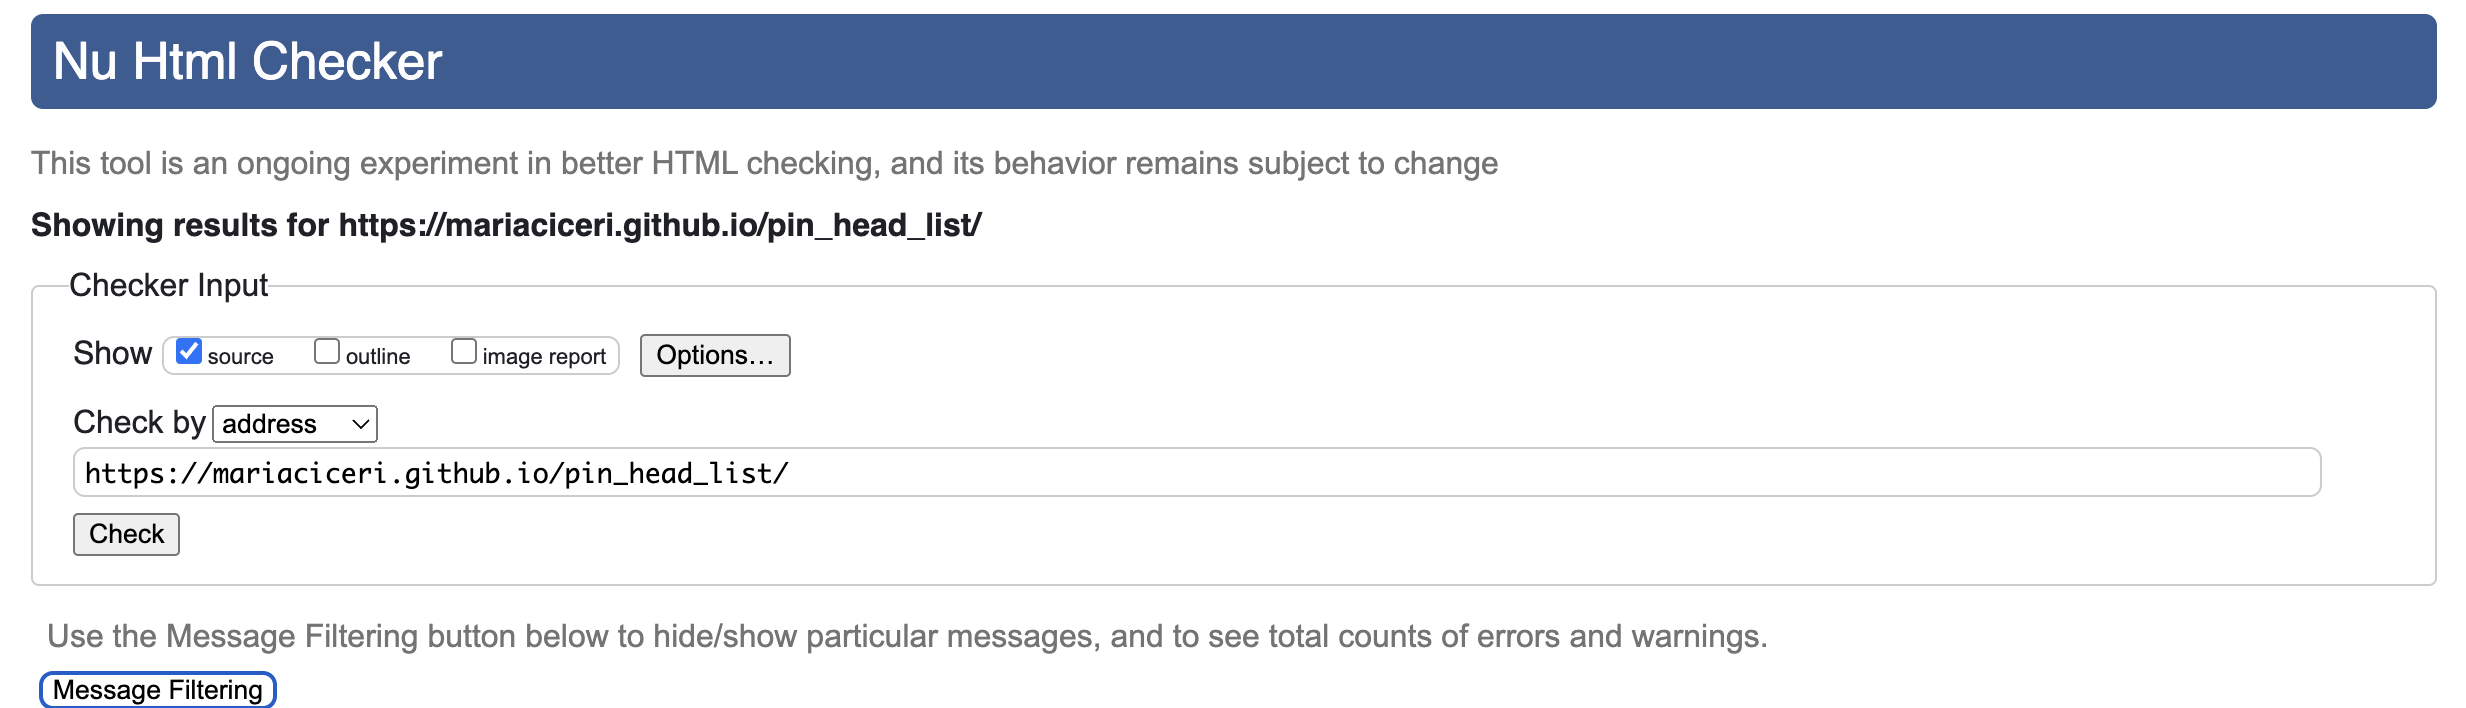 Nu Html Checker
This tool is an ongoing experiment in better HTML checking, and its behavior remains subject to change
Showing results for https://mariaciceri.github.io/pin_head_list/
Checker Input
Show source outline image report Options…
Check by address
https://mariaciceri.github.io/pin_head_list/
Check
Use the Message Filtering button below to hide/show particular messages, and to see total counts of errors and warnings.
Message Filtering